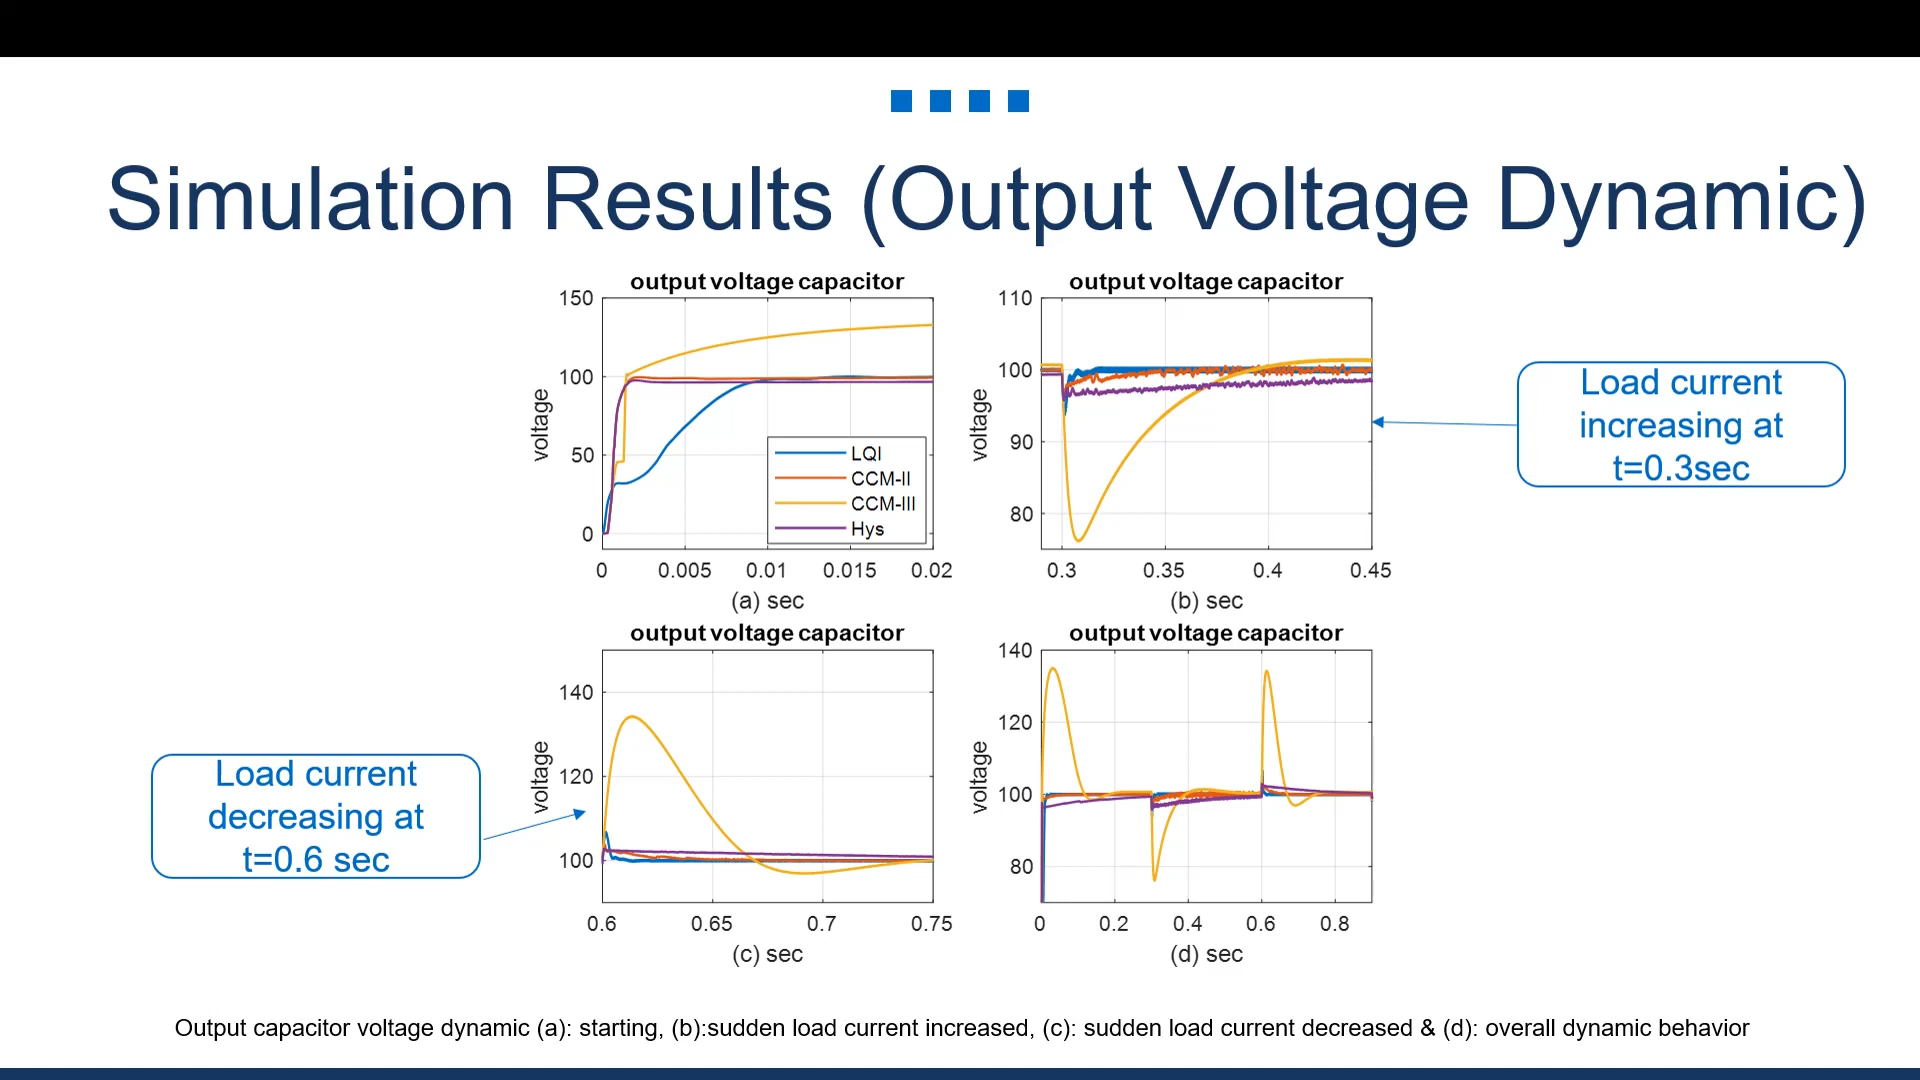 Simulation Results (Output Voltage Dynamic)
output voltage capacitor
150
100
50
0
voltage
LQI
CCM-II
CCM-III
Hys
0 0.005 0.01 0.015 0.02
(a) sec
output voltage capacitor
110
100
90
80
voltage
0.3 0.35 0.4 0.45
(b) sec
Load current
increasing at
t=0.3sec
output voltage capacitor
140
120
100
voltage
0.6 0.65 0.7 0.75
(c) sec
Load current
decreasing at
t=0.6 sec
output voltage capacitor
140
120
100
80
voltage
0 0.2 0.4 0.6 0.8
(d) sec
Output capacitor voltage dynamic (a): starting, (b):sudden load current increased, (c): sudden load current decreased & (d): overall dynamic behavior